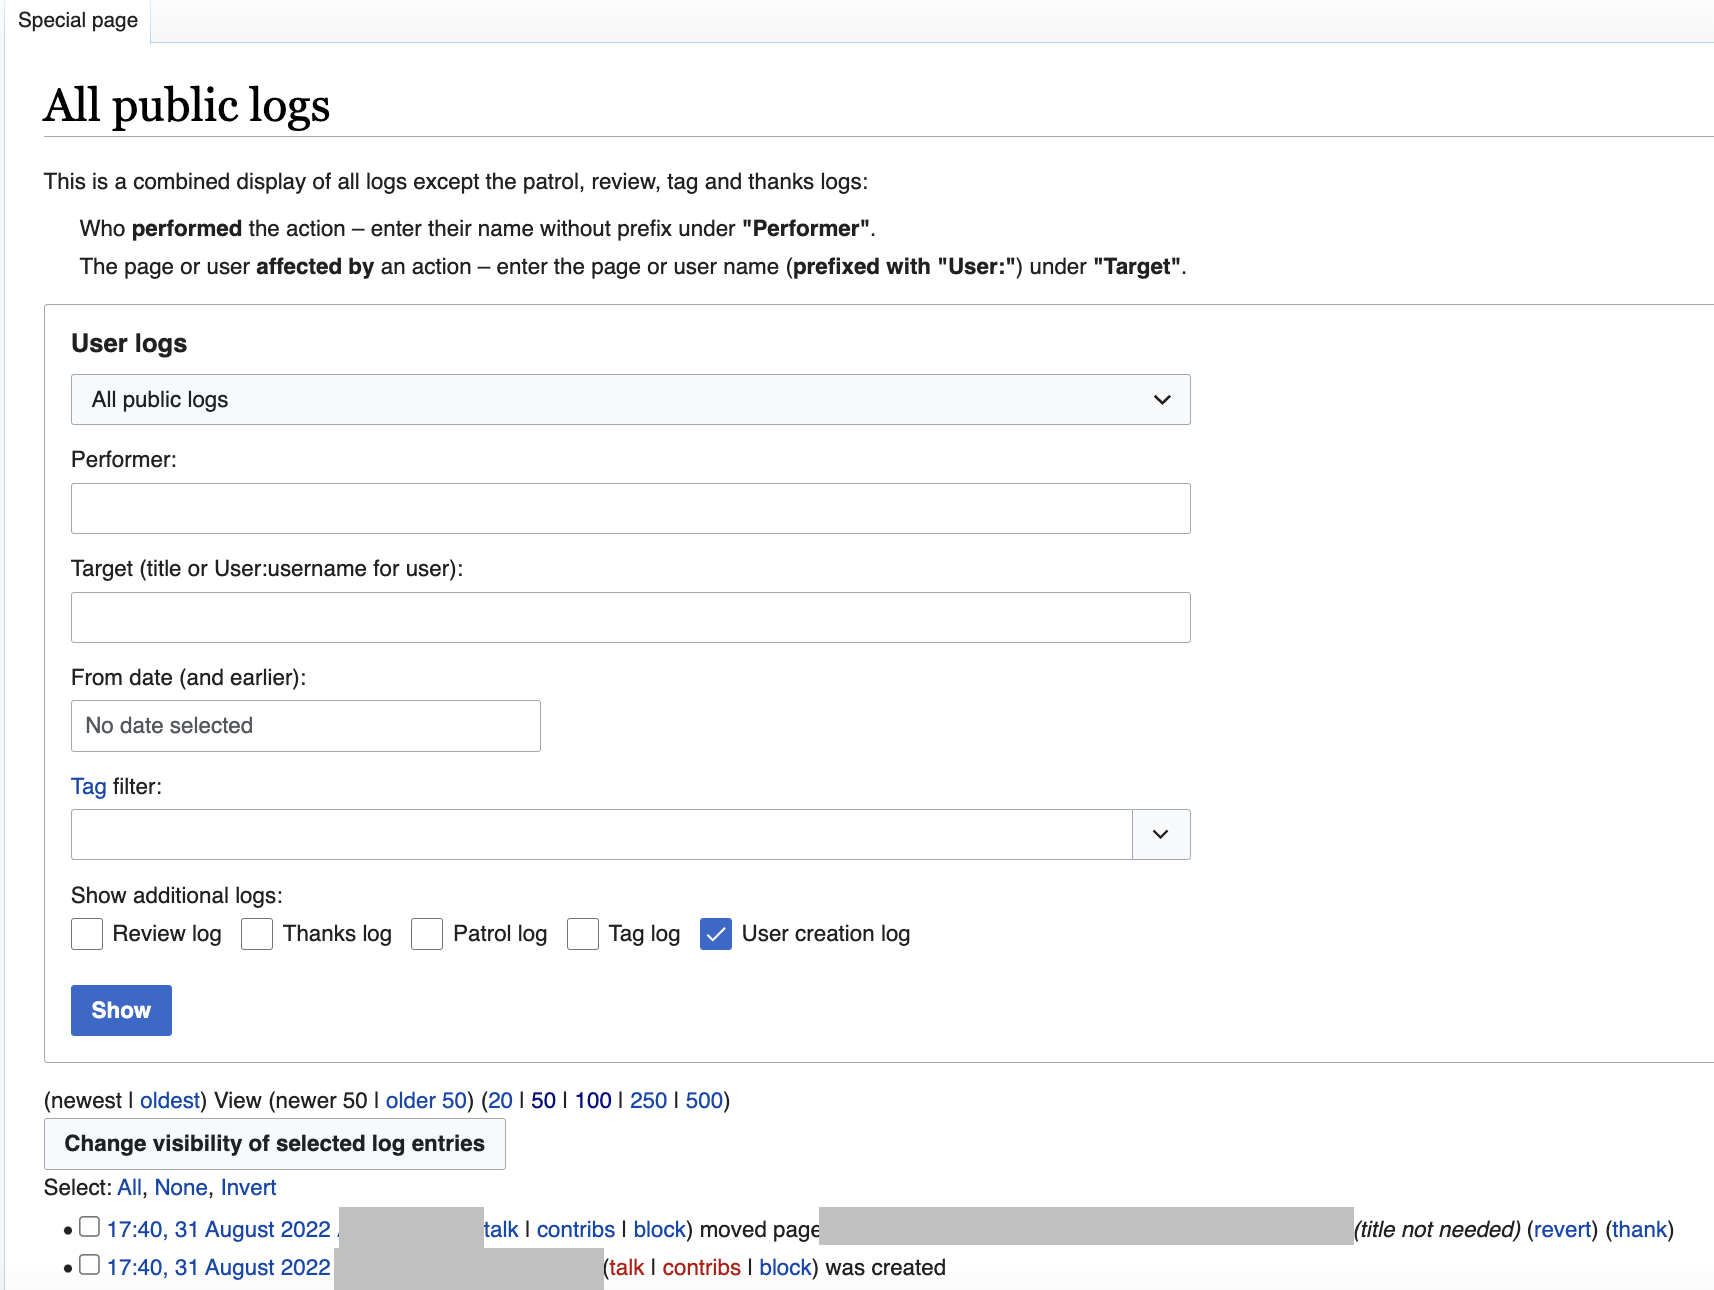 Special page
All public logs
This is a combined display of all logs except the patrol, review, tag and thanks logs:
Who performed the action – enter their name without prefix under "Performer".
The page or user affected by an action – enter the page or user name (prefixed with "User:") under "Target".
User logs
All public logs
Performer:
Target (title or User:username for user):
From date (and earlier):
No date selected
Tag filter:
Show additional logs:
Review log Thanks log Patrol log Tag log User creation log
Show
(newest | oldest) View (newer 50 | older 50) (20 | 50 | 100 | 250 | 500)
Change visibility of selected log entries
Select: All, None, Invert
• 17:40, 31 August 2022 talk | contribs | block) moved page (title not needed) (revert) (thank)
• 17:40, 31 August 2022 (talk | contribs | block) was created